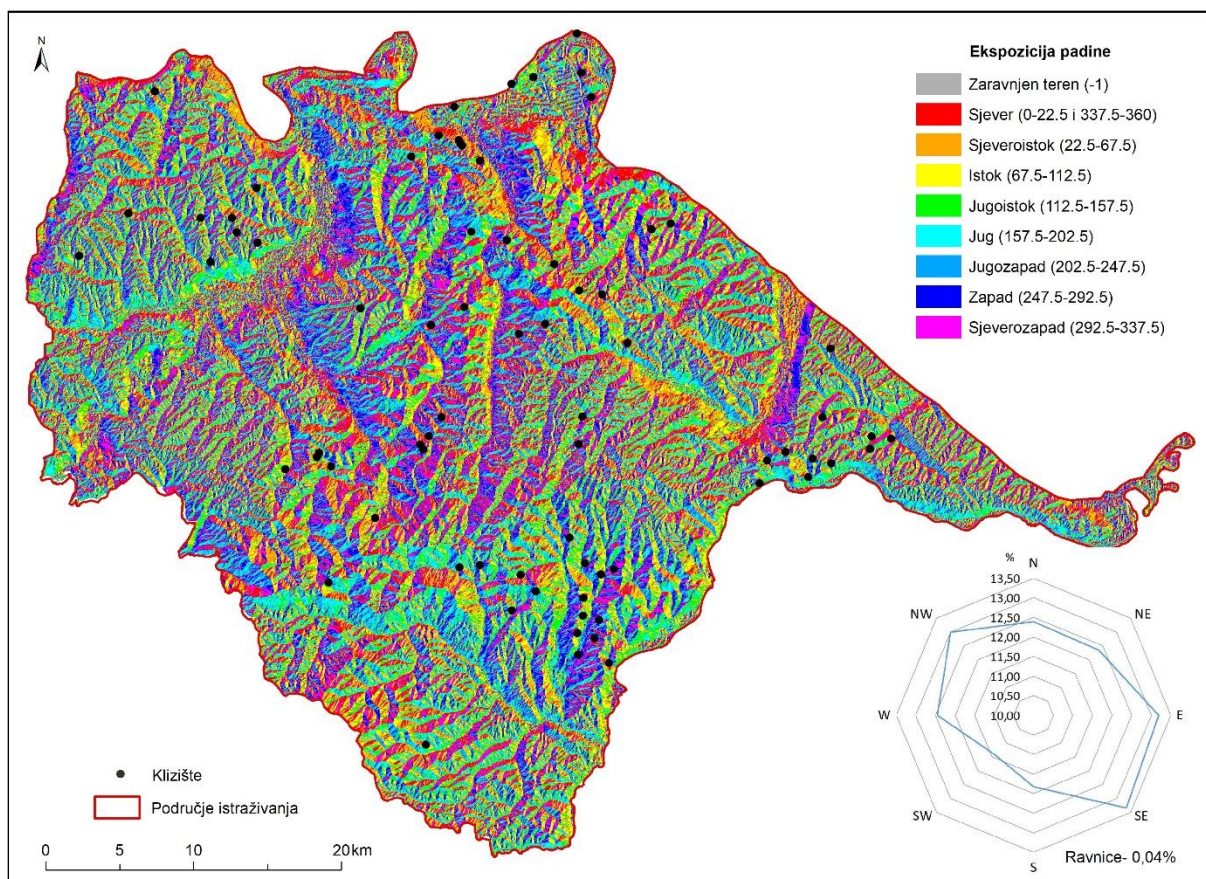 N
Ekspozicija padine
Zaravnjen teren (-1)
Sjever (0-22.5 i 337.5-360)
Sjeveroistok (22.5-67.5)
Istok (67.5-112.5)
Jugoistok (112.5-157.5)
Jug (157.5-202.5)
Jugozapad (202.5-247.5)
Zapad (247.5-292.5)
Sjeverozapad (292.5-337.5)
Klizište
Područje istraživanja
0 5 10 20 km
% N
13,50
NW 13,00 NE
12,50
12,00
11,50
11,00
10,50
W 10,00 E
SW SE
S
Ravnice- 0,04%